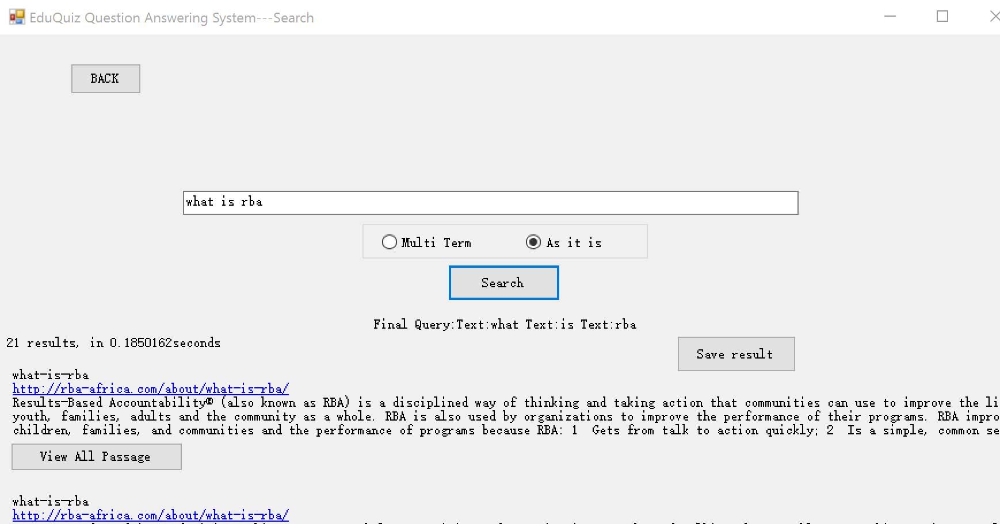 EduQuiz Question Answering System---Search
BACK
what is rba
Multi Term
As it is
Search
Final Query:Text:what Text:is Text:rba
21 results, in 0.1850162seconds
Save result
what-is-rba
http://rba-africa.com/about/what-is-rba/
Results-Based Accountability® (also known as RBA) is a disciplined way of thinking and taking action that communities can use to improve the li
youth, families, adults and the community as a whole. RBA is also used by organizations to improve the performance of their programs. RBA impro
children, families, and communities and the performance of programs because RBA: 1  Gets from talk to action quickly; 2  Is a simple, common se
View All Passage
what-is-rba
http://rba-africa.com/about/what-is-rba/